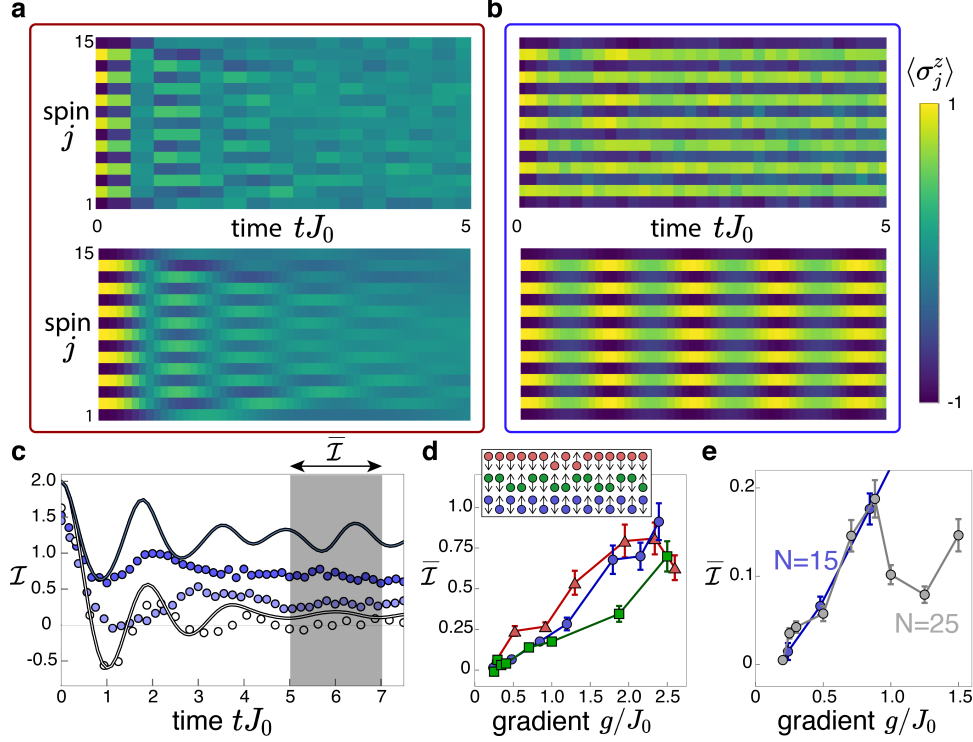 a
b
15
spin
j
1
0
time tJ₀
5
0
time tJ₀
5
⟨σⱼᶻ⟩
1
-1
15
spin
j
1
c
2.0
1.5
1.0
0.5
0
-0.5
ℐ
0
1
2
3
4
5
6
7
time tJ₀
ℐ̅
d
1.0
0.75
0.5
0.25
0
ℐ̅
0
0.5
1.0
1.5
2.0
2.5
gradient g/J₀
e
0.2
0.1
0
ℐ̅
N=15
N=25
0
0.5
1.0
1.5
gradient g/J₀